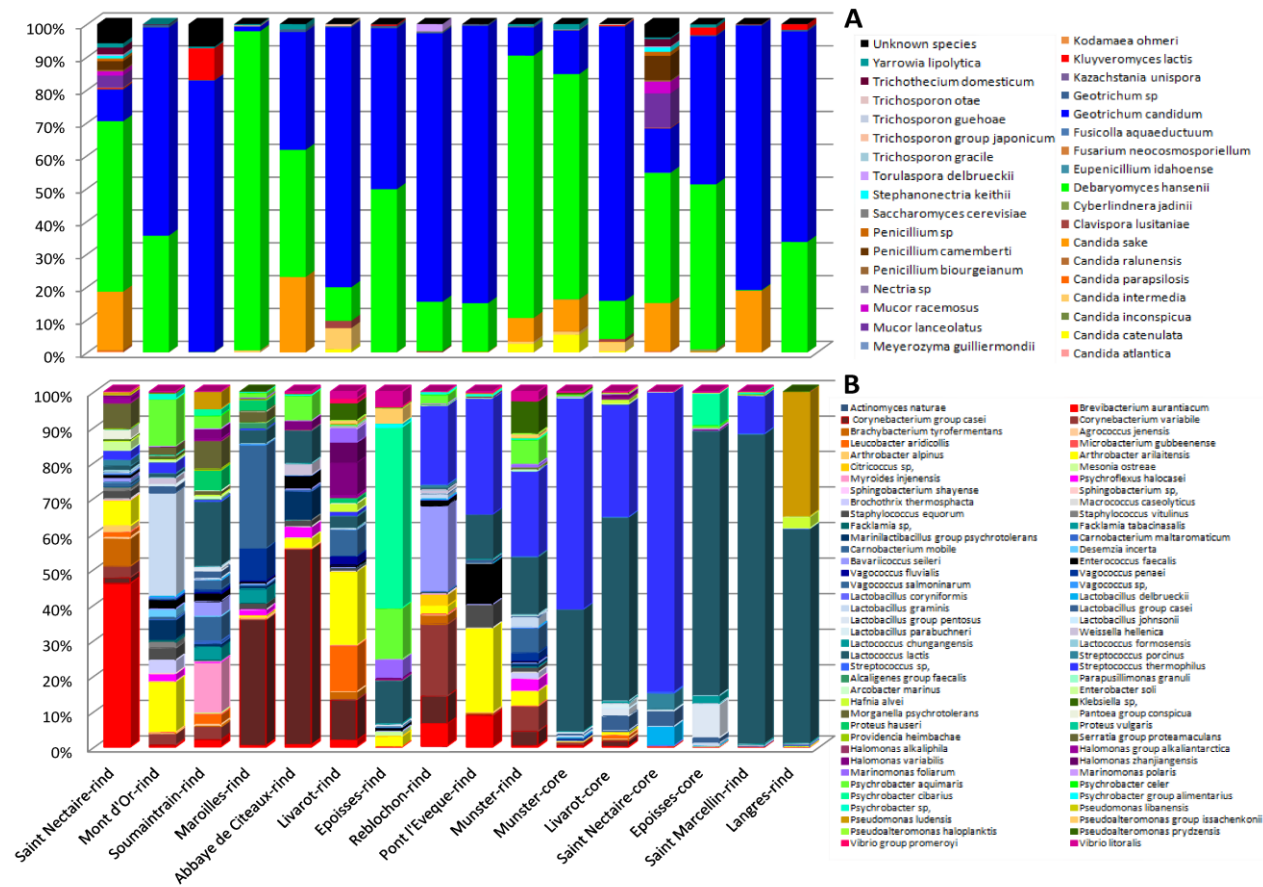 A
100%
90%
80%
70%
60%
50%
40%
30%
20%
10%
0%
Unknown species
Yarrowia lipolytica
Trichothecium domesticum
Trichosporon otae
Trichosporon guehoae
Trichosporon group japonicum
Trichosporon gracile
Torulaspora delbrueckii
Stephanonectria keithii
Saccharomyces cerevisiae
Penicillium sp
Penicillium camemberti
Penicillium biourgeianum
Nectria sp
Mucor racemosus
Mucor lanceolatus
Meyerozyma guilliermondii
Kodamaea ohmeri
Kluyveromyces lactis
Kazachstania unispora
Geotrichum sp
Geotrichum candidum
Fusicolla aquaeductuum
Fusarium neocosmosporiellum
Eupenicillium idahoense
Debaryomyces hansenii
Cyberlindnera jadinii
Clavispora lusitaniae
Candida sake
Candida ralunensis
Candida parapsilosis
Candida intermedia
Candida inconspicua
Candida catenulata
Candida atlantica
B
100%
90%
80%
70%
60%
50%
40%
30%
20%
10%
0%
Saint Nectaire-rind
Mont d'Or-rind
Soumaintrain-rind
Maroilles-rind
Abbaye de Citeaux-rind
Livarot-rind
Epoisses-rind
Reblochon-rind
Pont l'Eveque-rind
Munster-rind
Munster-core
Livarot-core
Saint Nectaire-core
Epoisses-core
Saint Marcellin-rind
Langres-rind
Actinomyces naturae
Corynebacterium group casei
Brachybacterium tyrofermentans
Leucobacter aridicollis
Arthrobacter alpinus
Citricoccus sp,
Myroides injenensis
Sphingobacterium shayense
Brochothrix thermosphacta
Staphylococcus equorum
Facklamia sp,
Marinilactibacillus group psychrotolerans
Carnobacterium mobile
Bavariicoccus seileri
Vagococcus fluvialis
Vagococcus salmoninarum
Lactobacillus coryniformis
Lactobacillus graminis
Lactobacillus group pentosus
Lactobacillus parabuchneri
Lactococcus chungangensis
Lactococcus lactis
Streptococcus sp,
Alcaligenes group faecalis
Arcobacter marinus
Hafnia alvei
Morganella psychrotolerans
Proteus hauseri
Providencia heimbachae
Halomonas alkaliphila
Halomonas variabilis
Marinomonas foliarum
Psychrobacter aquimaris
Psychrobacter cibarius
Psychrobacter sp,
Pseudomonas ludensis
Pseudoalteromonas haloplanktis
Vibrio group promeroyi
Brevibacterium aurantiacum
Corynebacterium variabile
Agrococcus jenensis
Microbacterium gubbeenense
Arthrobacter arilaitensis
Mesonia ostreae
Psychroflexus halocasei
Sphingobacterium sp,
Macrococcus caseolyticus
Staphylococcus vitulinus
Facklamia tabacinasalis
Carnobacterium maltaromaticum
Desemzia incerta
Enterococcus faecalis
Vagococcus penaei
Vagococcus sp,
Lactobacillus delbrueckii
Lactobacillus group casei
Lactobacillus johnsonii
Weissella hellenica
Lactococcus formosensis
Streptococcus porcinus
Streptococcus thermophilus
Parapusillimonas granuli
Enterobacter soli
Klebsiella sp,
Pantoea group conspicua
Proteus vulgaris
Serratia group proteamaculans
Halomonas group alkaliantarctica
Halomonas zhanjiangensis
Marinomonas polaris
Psychrobacter celer
Psychrobacter group alimentarius
Pseudomonas libanensis
Pseudoalteromonas group issachenkonii
Pseudoalteromonas prydzensis
Vibrio litoralis